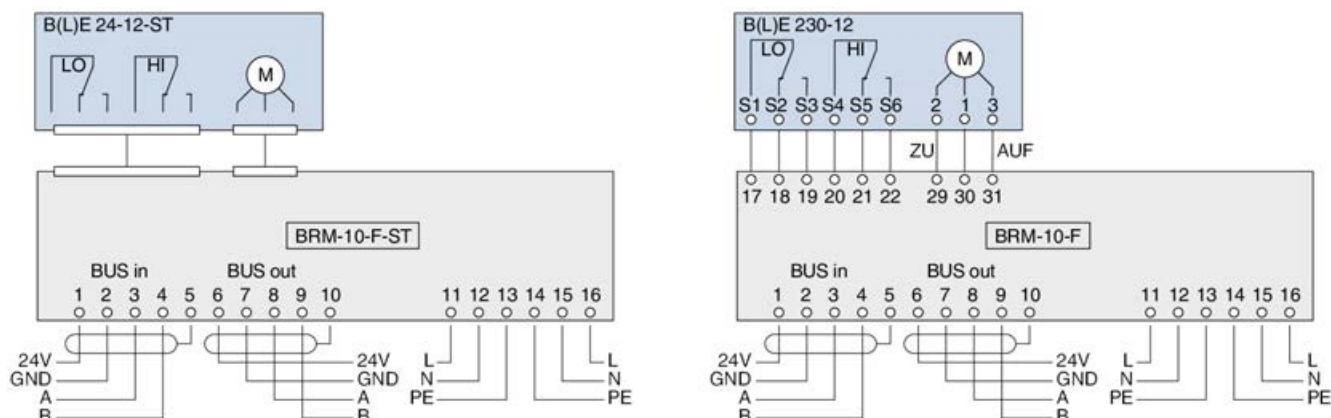 B(L)E 24-12-ST
LO HI M
BRM-10-F-ST
BUS in BUS out
1 2 3 4 5 6 7 8 9 10 11 12 13 14 15 16
24V 24V L L
GND GND N N
A A PE PE
B B
B(L)E 230-12
LO HI M
S1 S2 S3 S4 S5 S6 2 1 3
ZU AUF
17 18 19 20 21 22 29 30 31
BRM-10-F
BUS in BUS out
1 2 3 4 5 6 7 8 9 10 11 12 13 14 15 16
24V 24V L L
GND GND N N
A A PE PE
B B